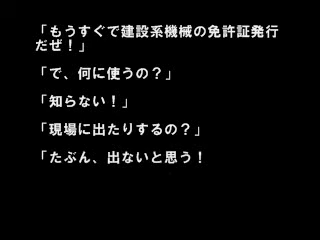 「もうすぐで建設系機械の免許証発行
だぜ！」
「で、何に使うの？」
「知らない！」
「現場に出たりするの？」
「たぶん、出ないと思う！